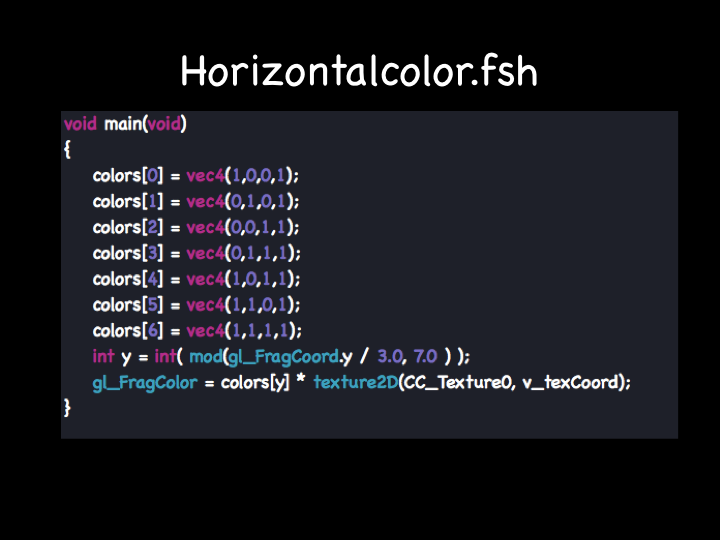 Horizontalcolor.fsh
void main(void)
{
colors[0] = vec4(1,0,0,1);
colors[1] = vec4(0,1,0,1);
colors[2] = vec4(0,0,1,1);
colors[3] = vec4(0,1,1,1);
colors[4] = vec4(1,0,1,1);
colors[5] = vec4(1,1,0,1);
colors[6] = vec4(1,1,1,1);
int y = int( mod(gl_FragCoord.y / 3.0, 7.0 ) );
gl_FragColor = colors[y] * texture2D(CC_Texture0, v_texCoord);
}